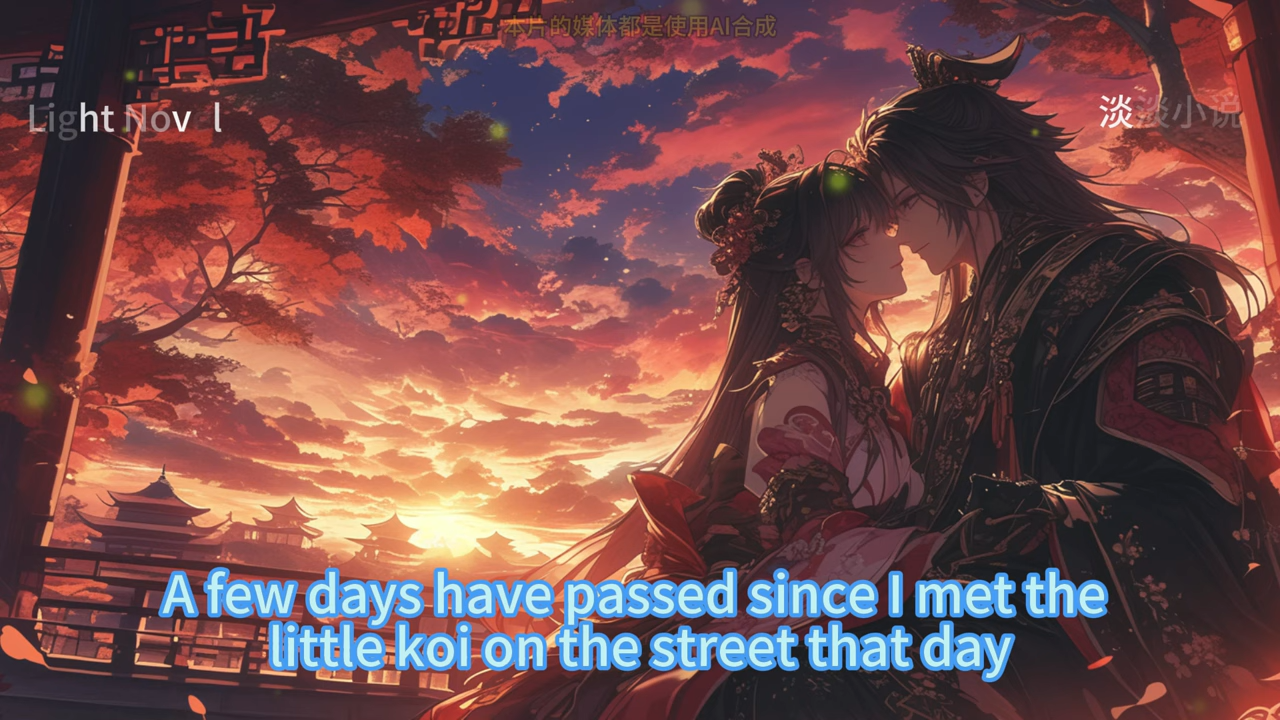 本片的媒体都是使用AI合成
Light Nov l
淡淡小说
A few days have passed since I met the
little koi on the street that day